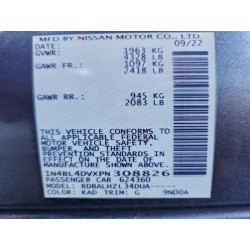 MFD BY NISSAN MOTOR CO., LTD
DATE: 09/22
GVWR: 1963 KG
4328 LB
GAWR FR.: 1097 KG
2418 LB
GAWR RR.: 945 KG
2083 LB
THIS VEHICLE CONFORMS TO
ALL APPLICABLE FEDERAL
MOTOR VEHICLE SAFETY,
BUMPER, AND THEFT
PREVENTION STANDARDS IN
EFFECT ON THE DATE OF
MANUFACTURE SHOWN ABOVE.
1N4BL4DVXPN308826
PASSENGER CAR 624360
MODEL: BDBALHZL34DUA-----
COLOR: KAD TRIM: G 9N00A